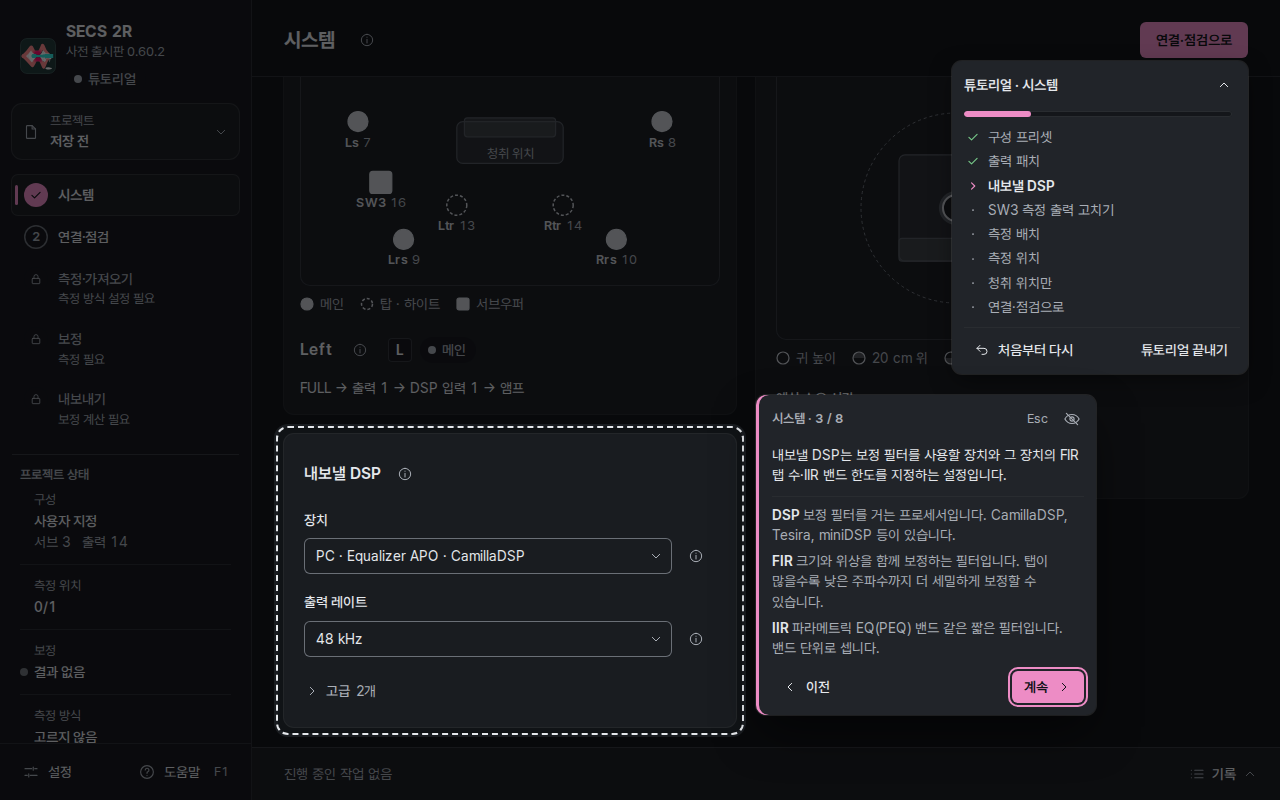 SECS 2R
사전 출시판 0.60.2
튜토리얼
프로젝트
저장 전
시스템
2 연결·점검
측정·가져오기
측정 방식 설정 필요
보정
측정 필요
내보내기
보정 계산 필요
프로젝트 상태
구성
사용자 지정
서브 3 출력 14
측정 위치
0/1
보정
결과 없음
측정 방식
고르지 않음
설정
도움말 F1
시스템
연결·점검으로
Ls 7
청취 위치
Rs 8
SW3 16
Ltr 13
Rtr 14
Lrs 9
Rrs 10
메인
탑 · 하이트
서브우퍼
Left
L
메인
FULL → 출력 1 → DSP 입력 1 → 앰프
귀 높이
20 cm 위
내보낼 DSP
장치
PC · Equalizer APO · CamillaDSP
출력 레이트
48 kHz
고급 2개
튜토리얼 · 시스템
구성 프리셋
출력 패치
내보낼 DSP
SW3 측정 출력 고치기
측정 배치
측정 위치
청취 위치만
연결·점검으로
처음부터 다시
튜토리얼 끝내기
시스템 · 3 / 8
Esc
내보낼 DSP는 보정 필터를 사용할 장치와 그 장치의 FIR
탭 수·IIR 밴드 한도를 지정하는 설정입니다.
DSP 보정 필터를 거는 프로세서입니다. CamillaDSP,
Tesira, miniDSP 등이 있습니다.
FIR 크기와 위상을 함께 보정하는 필터입니다. 탭이
많을수록 낮은 주파수까지 더 세밀하게 보정할 수
있습니다.
IIR 파라메트릭 EQ(PEQ) 밴드 같은 짧은 필터입니다.
밴드 단위로 셉니다.
이전
계속
진행 중인 작업 없음
기록